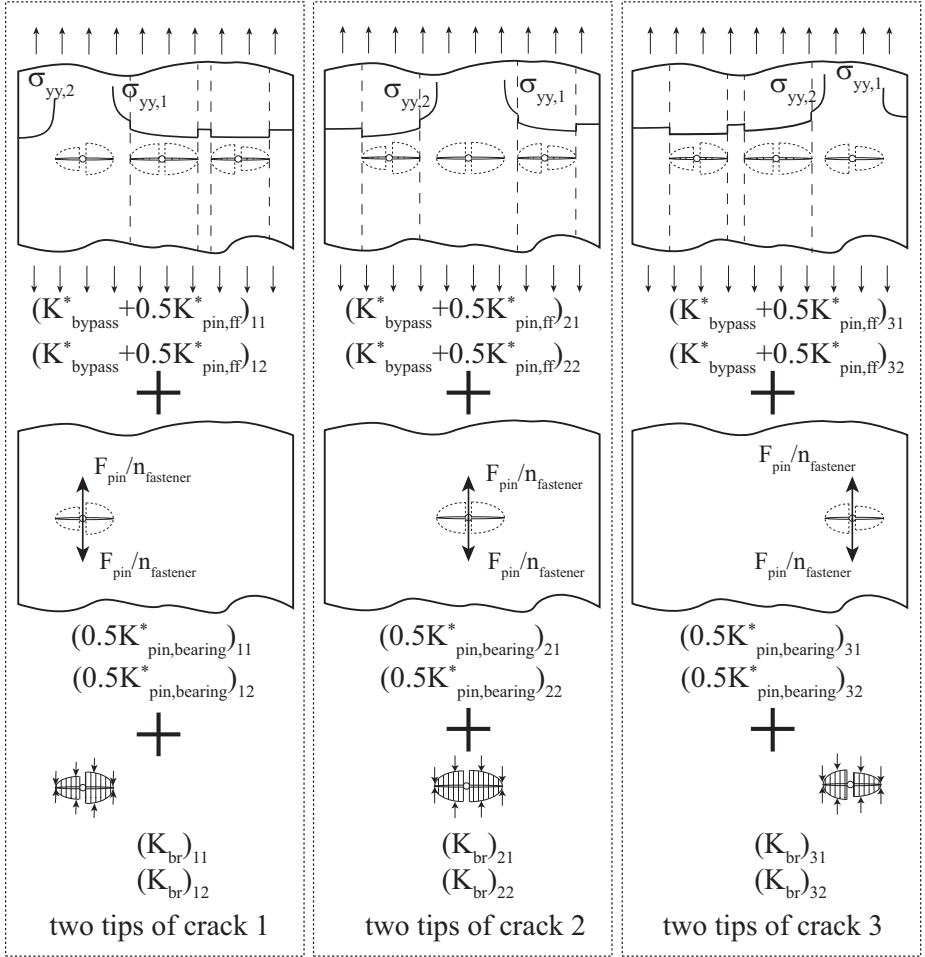 σyy,2
σyy,1
(K*bypass+0.5K*pin,ff)11
(K*bypass+0.5K*pin,ff)12
+
Fpin/nfastener
Fpin/nfastener
(0.5K*pin,bearing)11
(0.5K*pin,bearing)12
+
(Kbr)11
(Kbr)12
two tips of crack 1
σyy,2
σyy,1
(K*bypass+0.5K*pin,ff)21
(K*bypass+0.5K*pin,ff)22
+
Fpin/nfastener
Fpin/nfastener
(0.5K*pin,bearing)21
(0.5K*pin,bearing)22
+
(Kbr)21
(Kbr)22
two tips of crack 2
σyy,2
σyy,1
(K*bypass+0.5K*pin,ff)31
(K*bypass+0.5K*pin,ff)32
+
Fpin/nfastener
Fpin/nfastener
(0.5K*pin,bearing)31
(0.5K*pin,bearing)32
+
(Kbr)31
(Kbr)32
two tips of crack 3